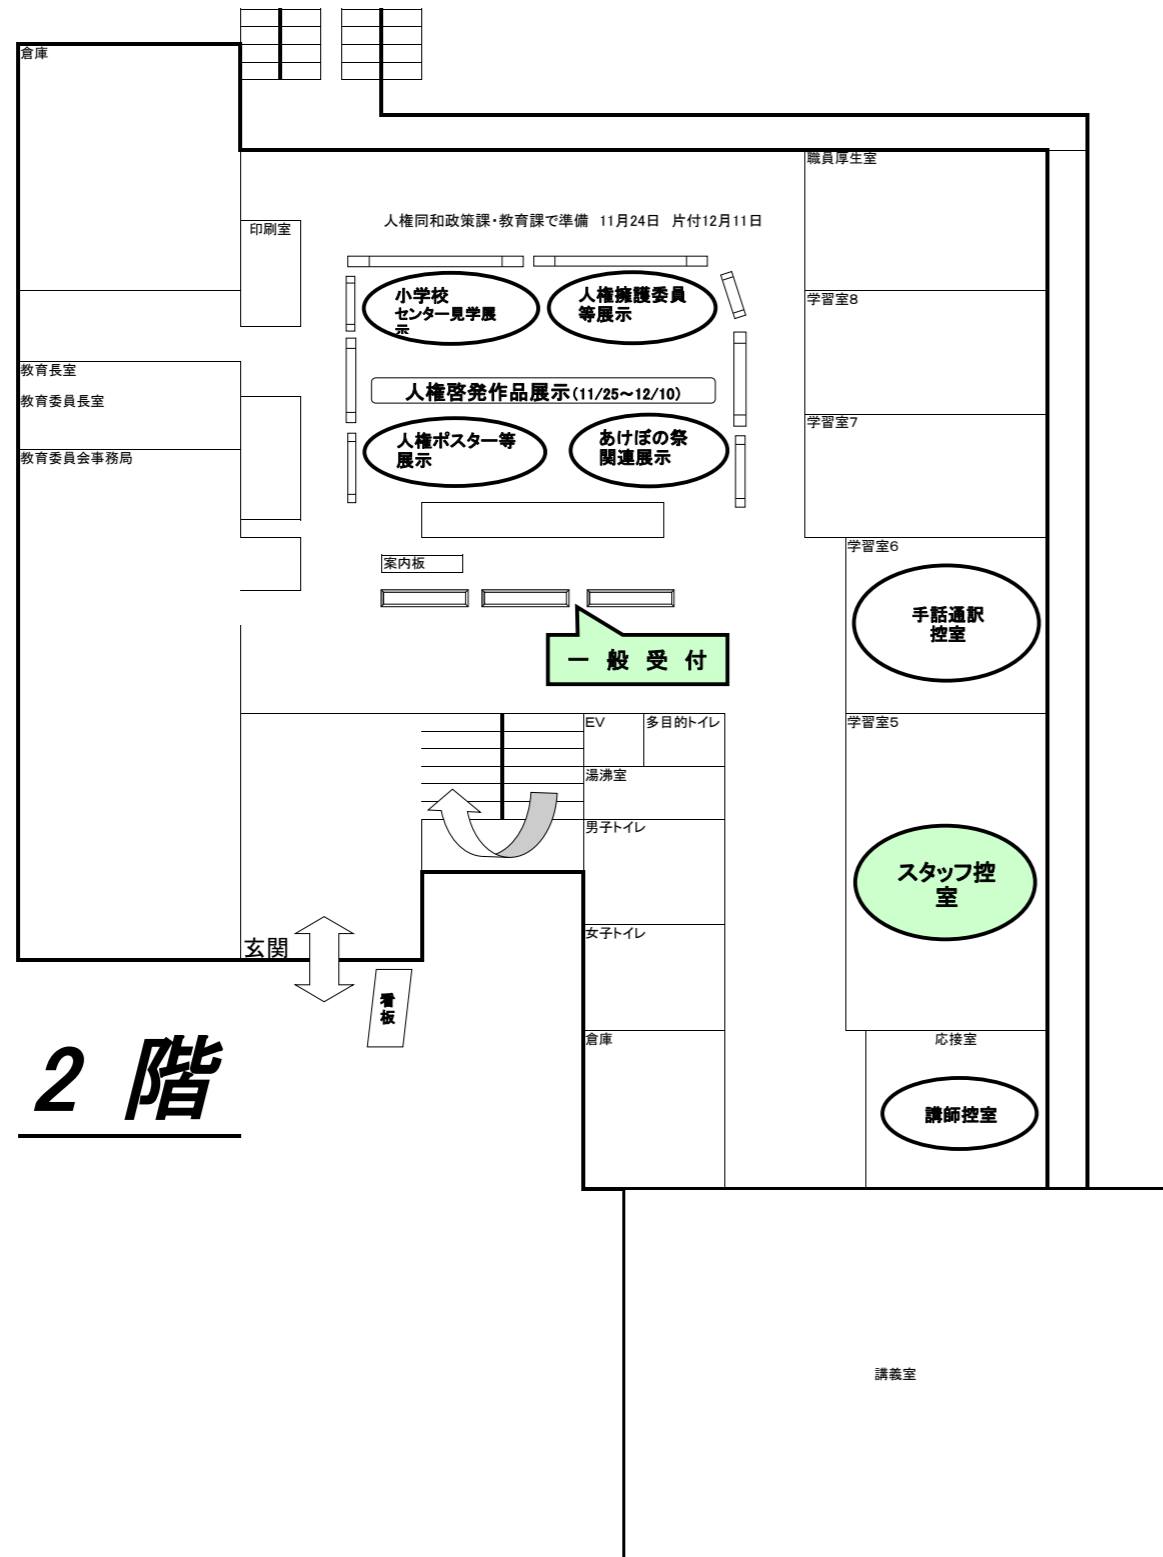 倉庫
職員厚生室
人権同和政策課・教育課で準備 11月24日 片付12月11日
印刷室
小学校
センター見学展
示
人権擁護委員
等展示
学習室8
教育長室
教育委員長室
人権啓発作品展示(11/25～12/10)
学習室7
教育委員会事務局
人権ポスター等
展示
あけぼの祭
関連展示
学習室6
案内板
手話通訳
控室
一 般 受 付
EV
多目的トイレ
学習室5
湯沸室
男子トイレ
スタッフ控
室
女子トイレ
玄関
看
板
倉庫
応接室
2 階
講師控室
講義室